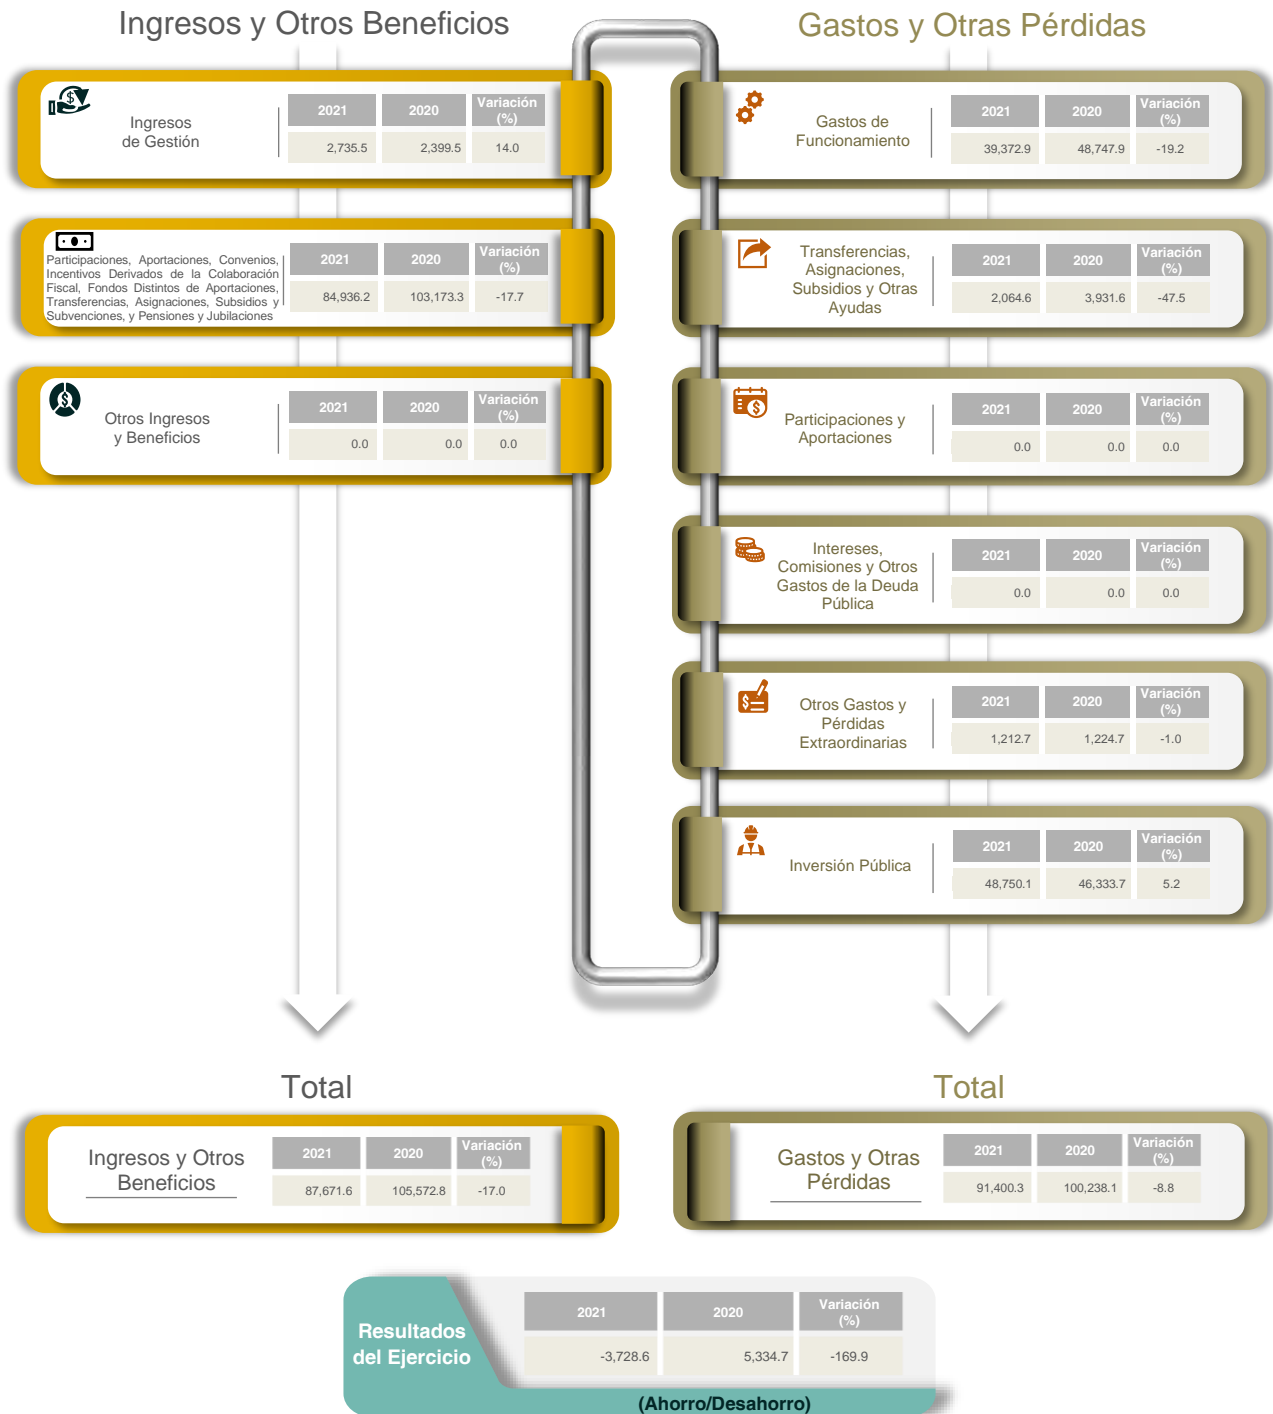 Ingresos y Otros Beneficios
Ingresos
de Gestión
2021 2020 Variación
(%)
2,735.5 2,399.5 14.0
Participaciones, Aportaciones, Convenios,
Incentivos Derivados de la Colaboración
Fiscal, Fondos Distintos de Aportaciones,
Transferencias, Asignaciones, Subsidios y
Subvenciones, y Pensiones y Jubilaciones
2021 2020 Variación
(%)
84,936.2 103,173.3 -17.7
Otros Ingresos
y Beneficios
2021 2020 Variación
(%)
0.0 0.0 0.0
Gastos y Otras Pérdidas
Gastos de
Funcionamiento
2021 2020 Variación
(%)
39,372.9 48,747.9 -19.2
Transferencias,
Asignaciones,
Subsidios y Otras
Ayudas
2021 2020 Variación
(%)
2,064.6 3,931.6 -47.5
Participaciones y
Aportaciones
2021 2020 Variación
(%)
0.0 0.0 0.0
Intereses,
Comisiones y Otros
Gastos de la Deuda
Pública
2021 2020 Variación
(%)
0.0 0.0 0.0
Otros Gastos y
Pérdidas
Extraordinarias
2021 2020 Variación
(%)
1,212.7 1,224.7 -1.0
Inversión Pública
2021 2020 Variación
(%)
48,750.1 46,333.7 5.2
Total
Ingresos y Otros
Beneficios
2021 2020 Variación
(%)
87,671.6 105,572.8 -17.0
Total
Gastos y Otras
Pérdidas
2021 2020 Variación
(%)
91,400.3 100,238.1 -8.8
Resultados
del Ejercicio
2021 2020 Variación
(%)
-3,728.6 5,334.7 -169.9
(Ahorro/Desahorro)